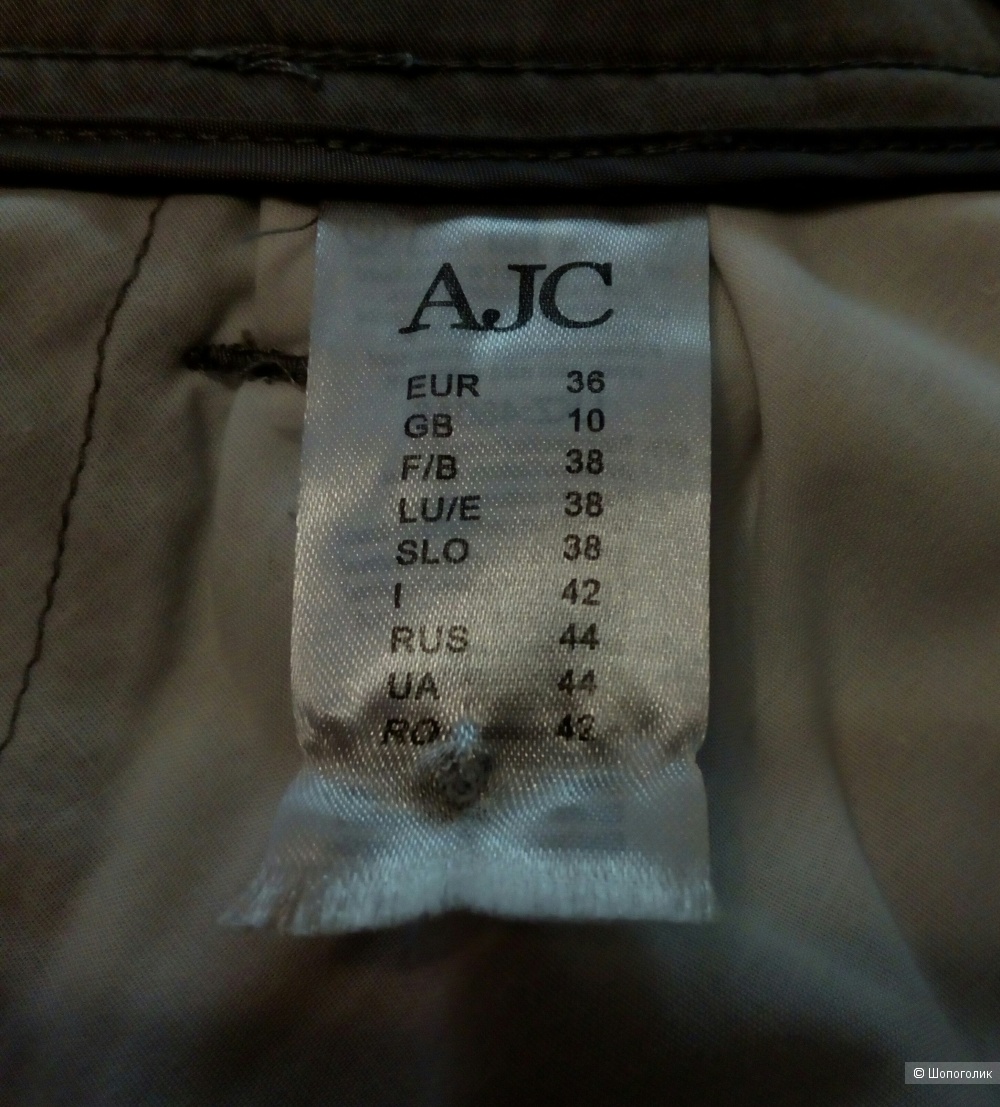 AJC
EUR 36
GB 10
F/B 38
LU/E 38
SLO 38
I 42
RUS 44
UA 44
RO 42
© Шопоголик